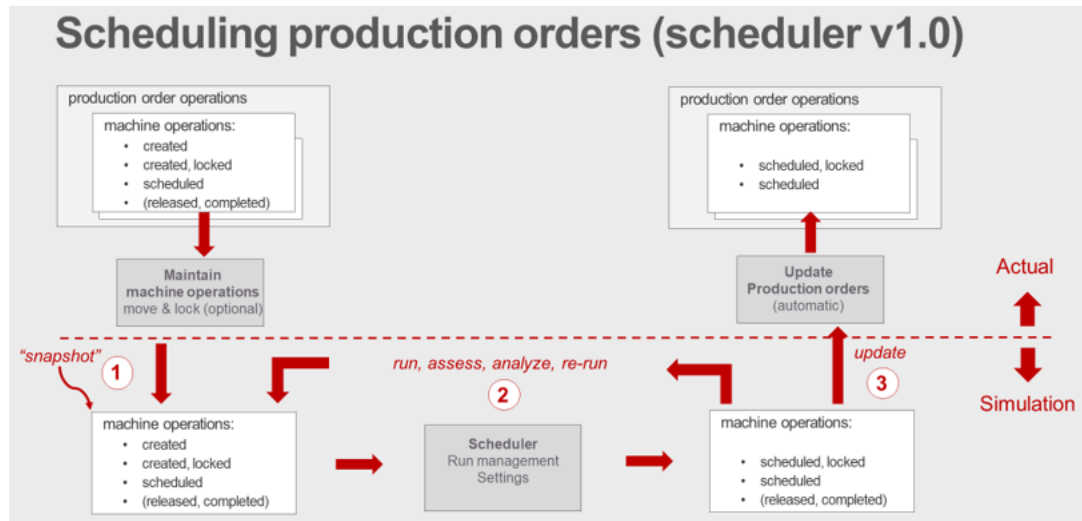 Scheduling production orders (scheduler v1.0)
production order operations
machine operations:
• created
• created, locked
• scheduled
• (released, completed)
Maintain
machine operations
move & lock (optional)
production order operations
machine operations:
• scheduled, locked
• scheduled
Update
Production orders
(automatic)
Actual
Simulation
"snapshot"
1
run, assess, analyze, re-run
2
update
3
machine operations:
• created
• created, locked
• scheduled
• (released, completed)
Scheduler
Run management
Settings
machine operations:
• scheduled, locked
• scheduled
• (released, completed)